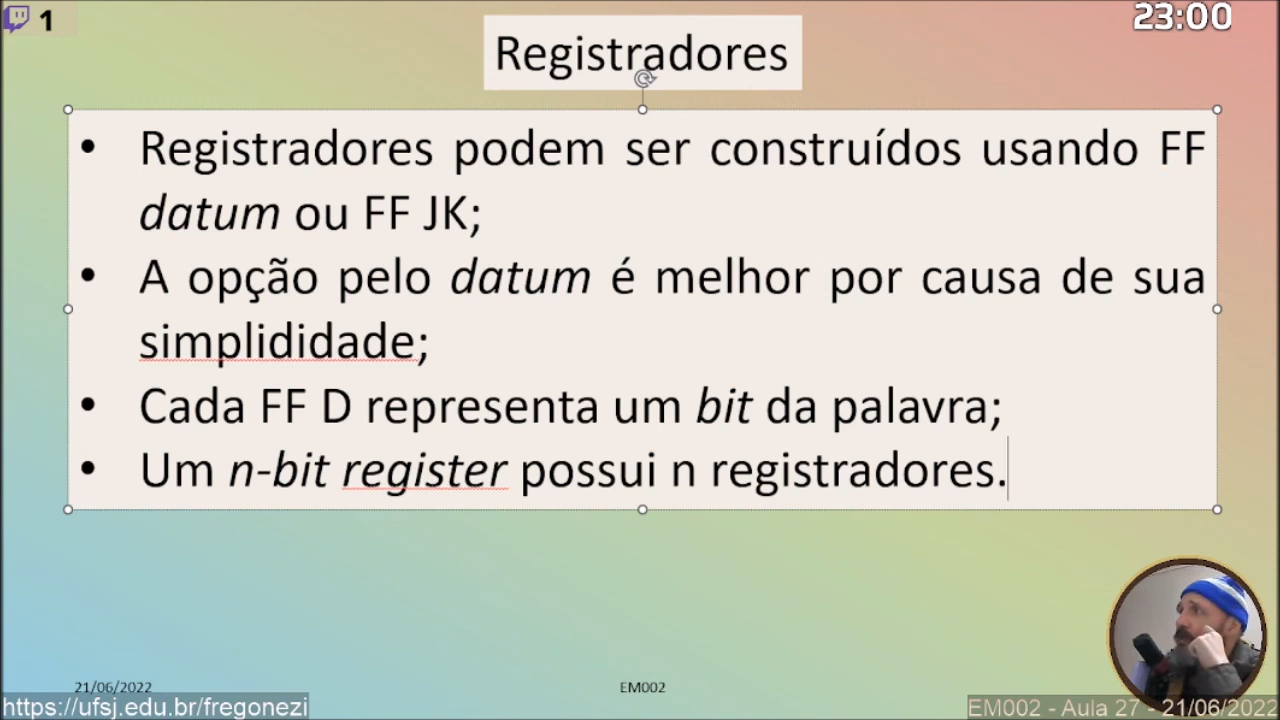 1
23:00
Registradores
• Registradores podem ser construídos usando FF
datum ou FF JK;
• A opção pelo datum é melhor por causa de sua
simplididade;
• Cada FF D representa um bit da palavra;
• Um n-bit register possui n registradores.
21/06/2022
EM002
https://ufsj.edu.br/fregonezi
EM002 - Aula 27 - 21/06/2022